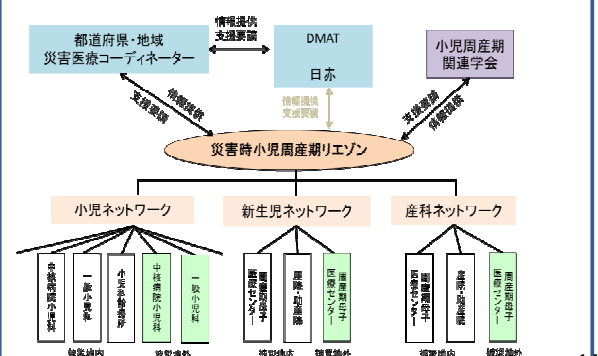 都道府県・地域
災害医療コーディネーター
情報提供
支援要請
DMAT
日赤
小児周産期
関連学会
情報提供
支援要請
情報提供
支援要請
支援要請
情報提供
災害時小児周産期リエゾン
小児ネットワーク
新生児ネットワーク
産科ネットワーク
中核病院小児科
一般小児科
小児科診療所
中核病院小児科
一般小児科
周産期母子
医療センター
産院・助産院
周産期母子
医療センター
周産期母子
医療センター
産院・助産院
周産期母子
医療センター
被災地内
被災地外
被災地内
被災地外
被災地内
被災地外